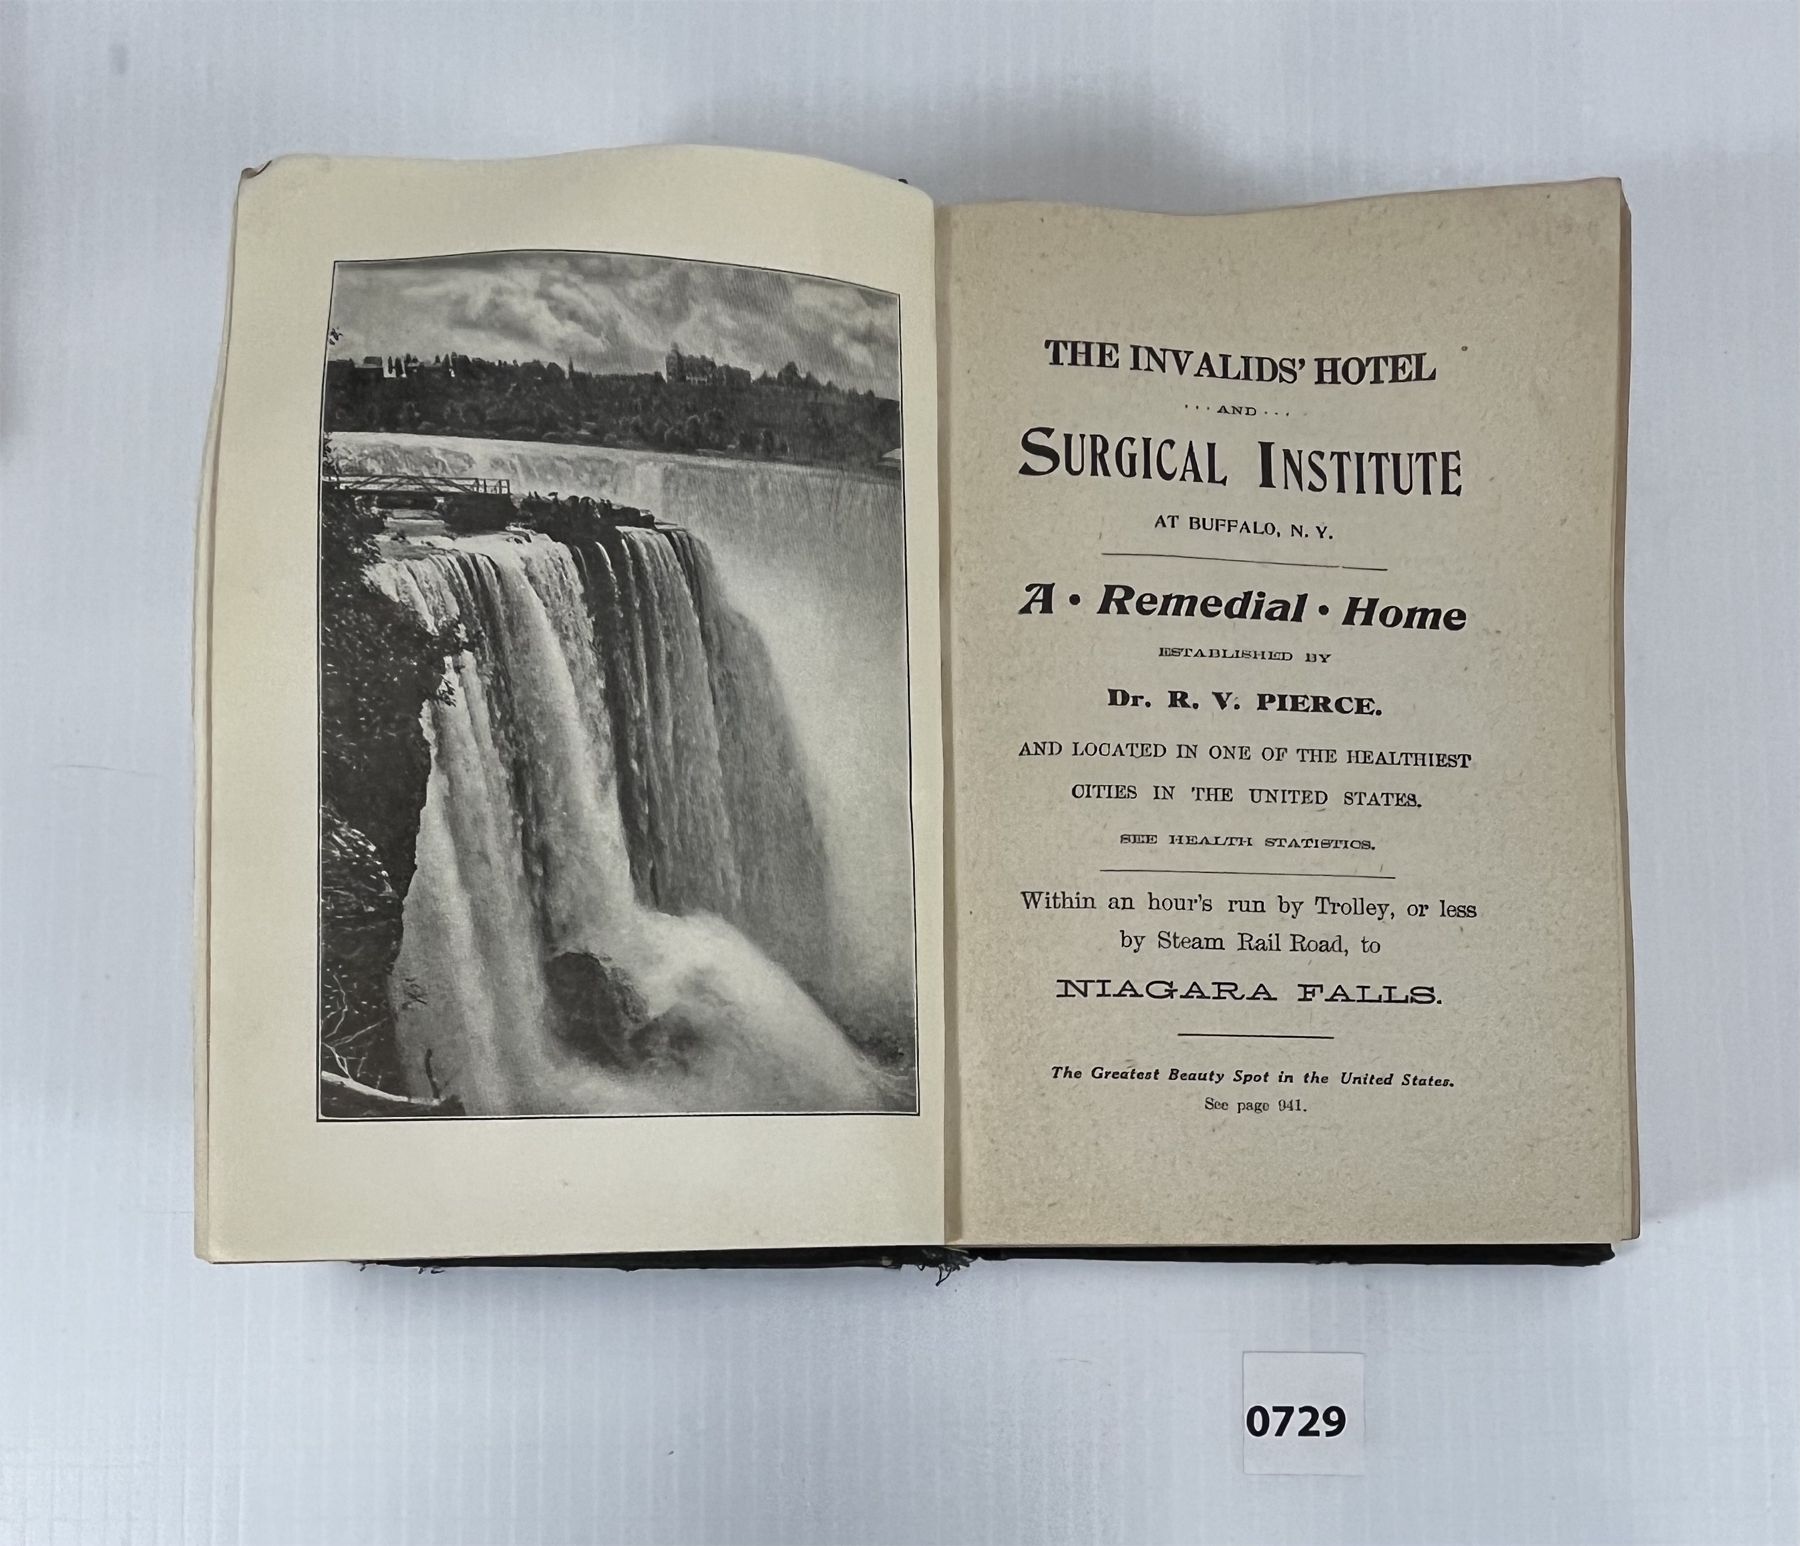 THE INVALIDS' HOTEL
··· AND ···
SURGICAL INSTITUTE
AT BUFFALO, N. Y.
A • Remedial • Home
ESTABLISHED BY
Dr. R. V. PIERCE.
AND LOCATED IN ONE OF THE HEALTHIEST
CITIES IN THE UNITED STATES.
SEE HEALTH STATISTICS.
Within an hour's run by Trolley, or less
by Steam Rail Road, to
NIAGARA FALLS.
The Greatest Beauty Spot in the United States.
See page 941.
0729